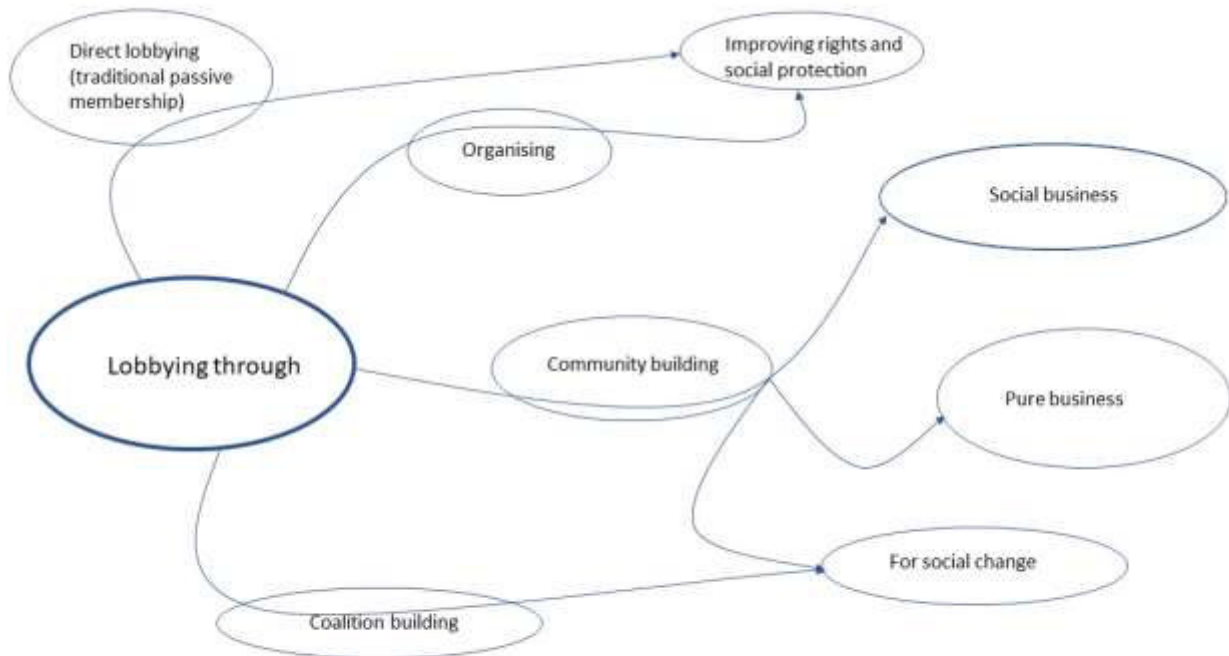 Direct lobbying
(traditional passive
membership)
Improving rights and
social protection
Organising
Social business
Lobbying through
Community building
Pure business
For social change
Coalition building